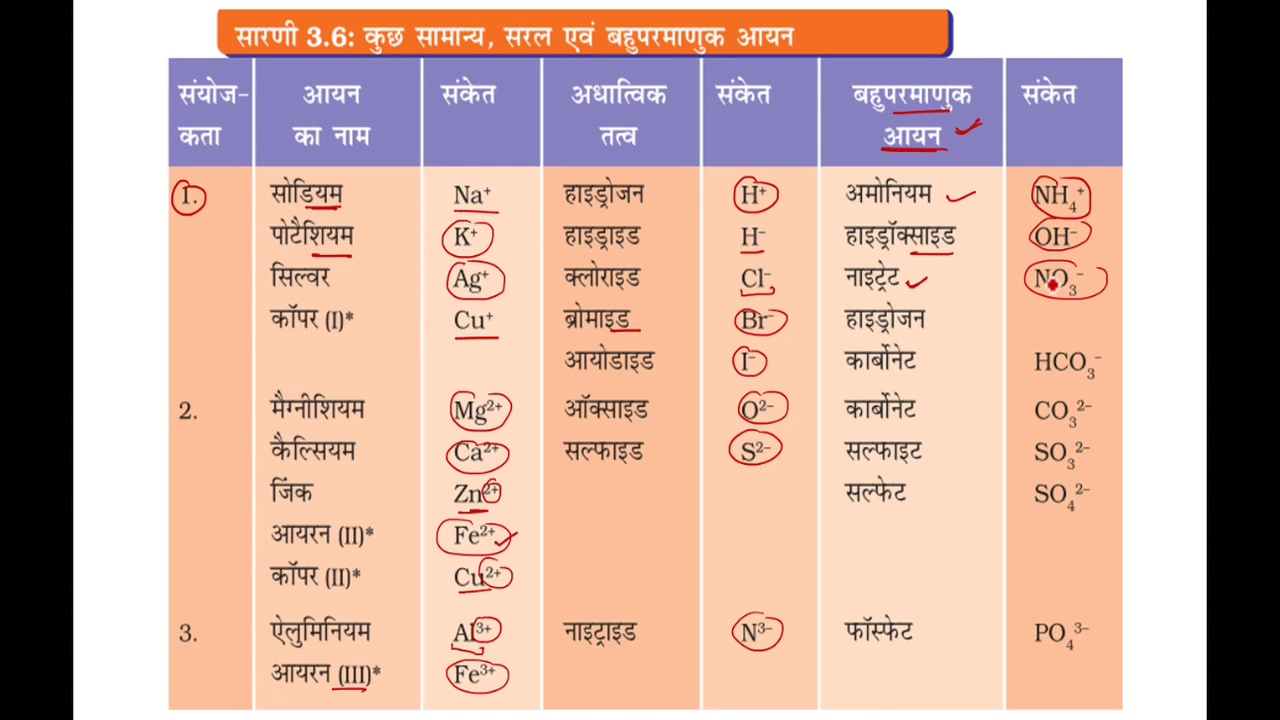 सारणी 3.6: कुछ सामान्य, सरल एवं बहुपरमाणुक आयन
संयोज- आयन संकेत अधात्विक संकेत बहुपरमाणुक संकेत
कता का नाम तत्व आयन
1. सोडियम Na⁺ हाइड्रोजन H⁺ अमोनियम NH₄⁺
पोटैशियम K⁺ हाइड्राइड H⁻ हाइड्रॉक्साइड OH⁻
सिल्वर Ag⁺ क्लोराइड Cl⁻ नाइट्रेट NO₃⁻
कॉपर (I)* Cu⁺ ब्रोमाइड Br⁻ हाइड्रोजन
आयोडाइड I⁻ कार्बोनेट HCO₃⁻
2. मैग्नीशियम Mg²⁺ ऑक्साइड O²⁻ कार्बोनेट CO₃²⁻
कैल्सियम Ca²⁺ सल्फाइड S²⁻ सल्फाइट SO₃²⁻
जिंक Zn²⁺ सल्फेट SO₄²⁻
आयरन (II)* Fe²⁺
कॉपर (II)* Cu²⁺
3. ऐलुमिनियम Al³⁺ नाइट्राइड N³⁻ फॉस्फेट PO₄³⁻
आयरन (III)* Fe³⁺